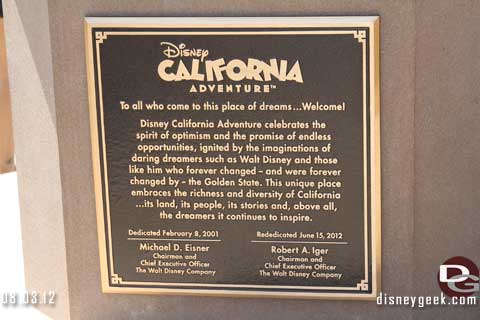 Disney
CALIFORNIA
ADVENTURE™
To all who come to this place of dreams...Welcome!
Disney California Adventure celebrates the
spirit of optimism and the promise of endless
opportunities, ignited by the imaginations of
daring dreamers such as Walt Disney and those
like him who forever changed – and were forever
changed by – the Golden State. This unique place
embraces the richness and diversity of California
...its land, its people, its stories and, above all,
the dreamers it continues to inspire.
Dedicated February 8, 2001
Michael D. Eisner
Chairman and
Chief Executive Officer
The Walt Disney Company
Rededicated June 15, 2012
Robert A. Iger
Chairman and
Chief Executive Officer
The Walt Disney Company
08.03.12
disneygeek.com
DG